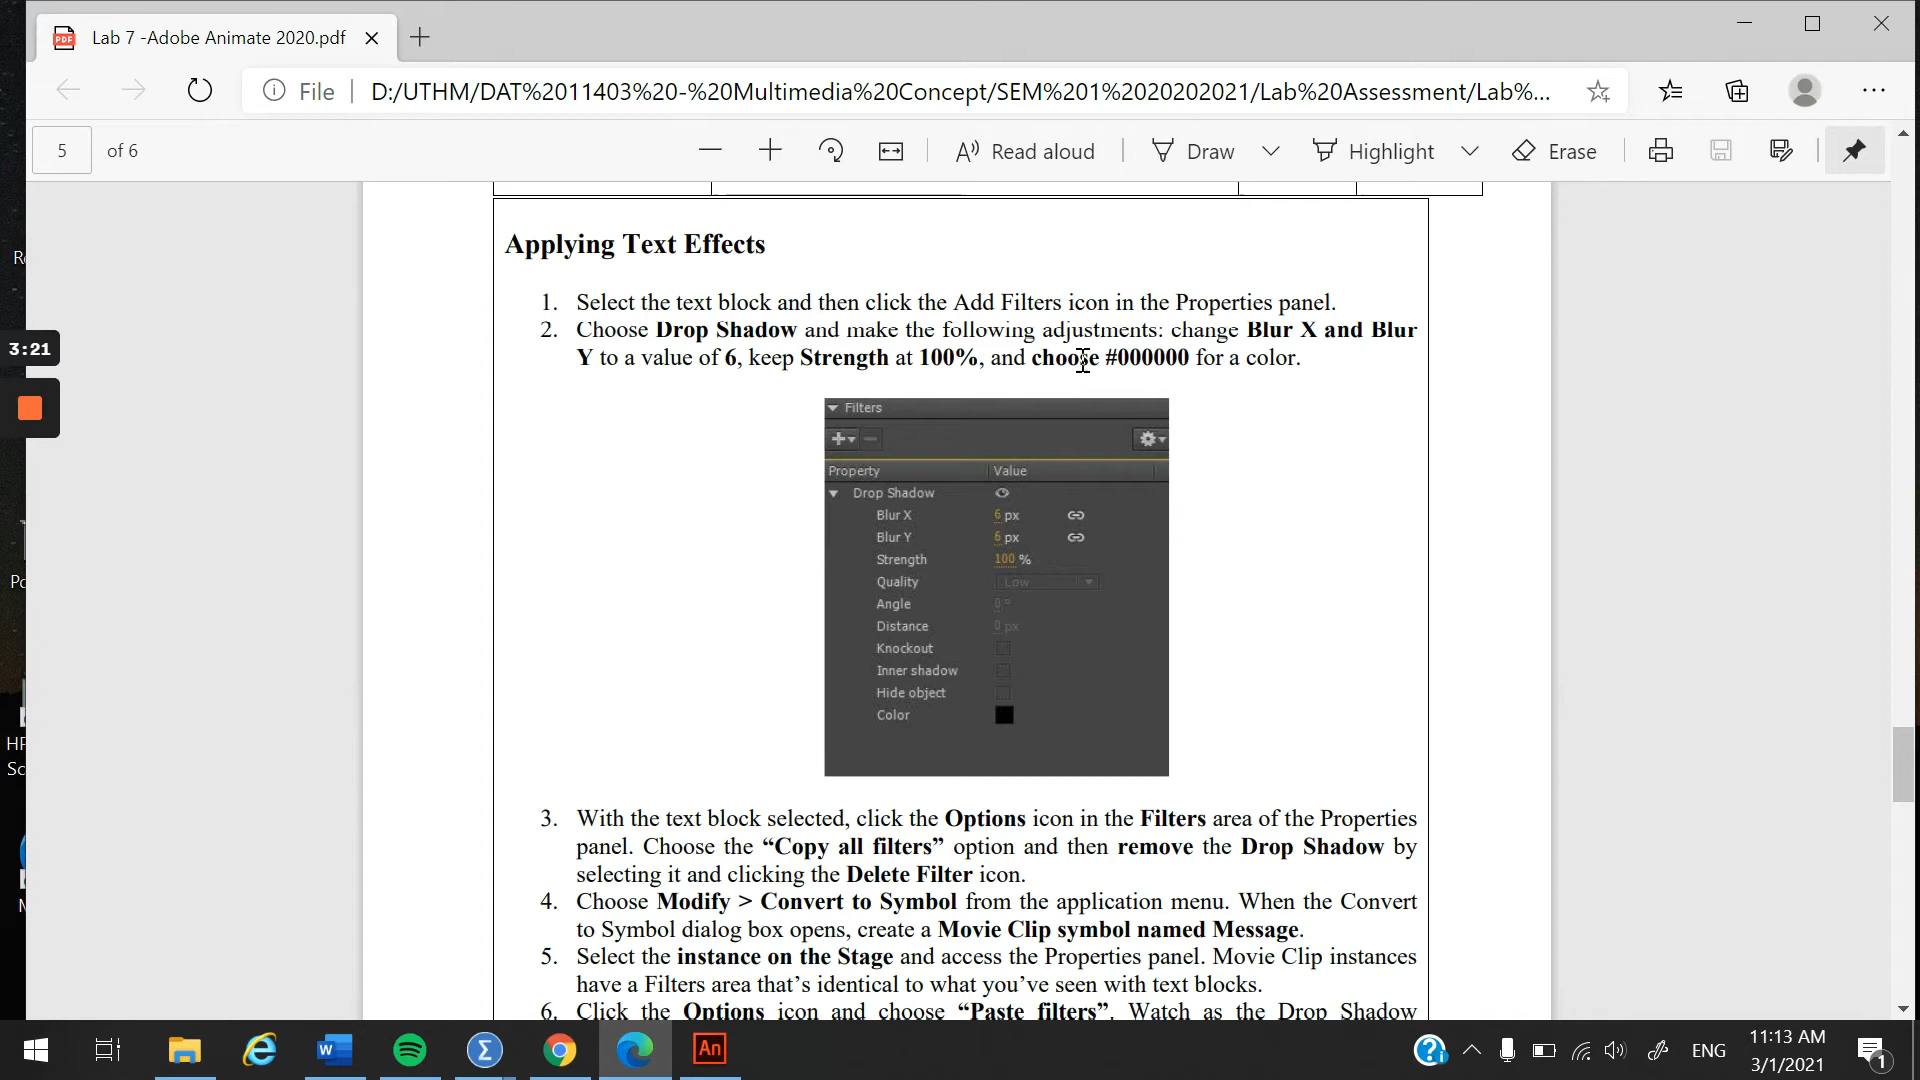 Lab 7 -Adobe Animate 2020.pdf
File
D:/UTHM/DAT%2011403%20-%20Multimedia%20Concept/SEM%201%2020202021/Lab%20Assessment/Lab%...
5 of 6
Read aloud
Draw
Highlight
Erase
3:21
Applying Text Effects
1. Select the text block and then click the Add Filters icon in the Properties panel.
2. Choose Drop Shadow and make the following adjustments: change Blur X and Blur
Y to a value of 6, keep Strength at 100%, and choose #000000 for a color.
Filters
Property Value
Drop Shadow
Blur X 6 px
Blur Y 6 px
Strength 100 %
Quality Low
Angle 0 °
Distance 0 px
Knockout
Inner shadow
Hide object
Color
3. With the text block selected, click the Options icon in the Filters area of the Properties
panel. Choose the “Copy all filters” option and then remove the Drop Shadow by
selecting it and clicking the Delete Filter icon.
4. Choose Modify > Convert to Symbol from the application menu. When the Convert
to Symbol dialog box opens, create a Movie Clip symbol named Message.
5. Select the instance on the Stage and access the Properties panel. Movie Clip instances
have a Filters area that’s identical to what you’ve seen with text blocks.
6. Click the Options icon and choose “Paste filters”. Watch as the Drop Shadow
HP
Sc
An
ENG
11:13 AM
3/1/2021
1